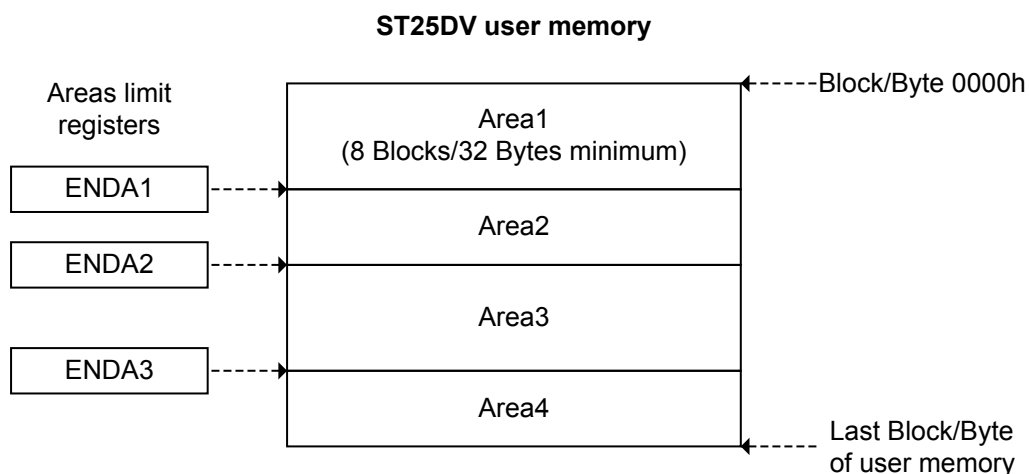 ST25DV user memory
Areas limit
registers
Block/Byte 0000h
Area1
(8 Blocks/32 Bytes minimum)
ENDA1
Area2
ENDA2
Area3
ENDA3
Area4
Last Block/Byte
of user memory